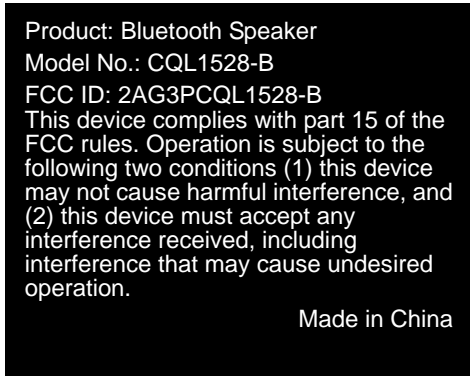 Product: Bluetooth Speaker
Model No.: CQL1528-B
FCC ID: 2AG3PCQL1528-B
This device complies with part 15 of the
FCC rules. Operation is subject to the
following two conditions (1) this device
may not cause harmful interference, and
(2) this device must accept any
interference received, including
interference that may cause undesired
operation.
Made in China